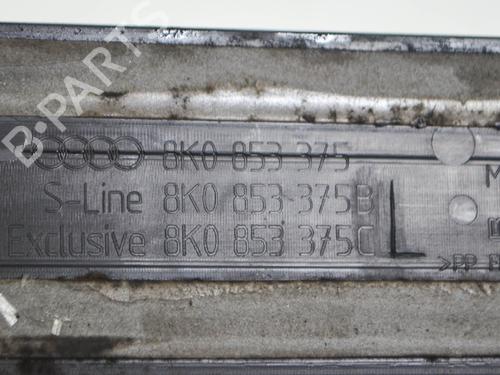 B-PARTS
8K0 853 375 M
S-Line 8K0 853 375B
Exclusive 8K0 853 375C L >PP